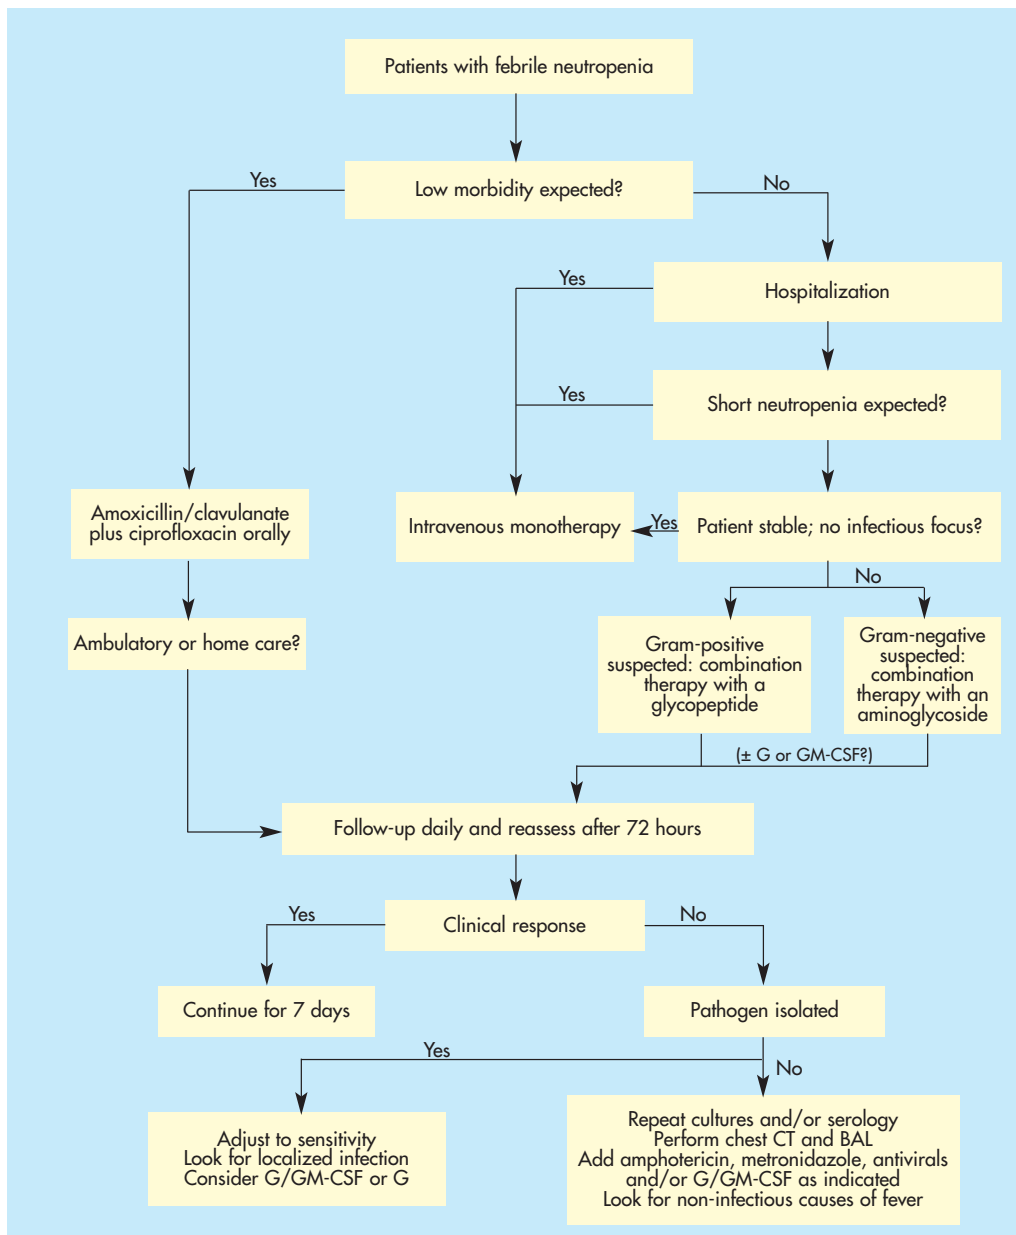 Patients with febrile neutropenia
Yes
Low morbidity expected?
No
Yes
Hospitalization
Yes
Short neutropenia expected?
Amoxicillin/clavulanate
plus ciprofloxacin orally
Intravenous monotherapy
Yes
Patient stable; no infectious focus?
No
Ambulatory or home care?
Gram-positive
suspected: combination
therapy with a
glycopeptide
Gram-negative
suspected:
combination
therapy with an
aminoglycoside
(± G or GM-CSF?)
Follow-up daily and reassess after 72 hours
Yes
Clinical response
No
Continue for 7 days
Pathogen isolated
Yes
No
Adjust to sensitivity
Look for localized infection
Consider G/GM-CSF or G
Repeat cultures and/or serology
Perform chest CT and BAL
Add amphotericin, metronidazole, antivirals
and/or G/GM-CSF as indicated
Look for non-infectious causes of fever